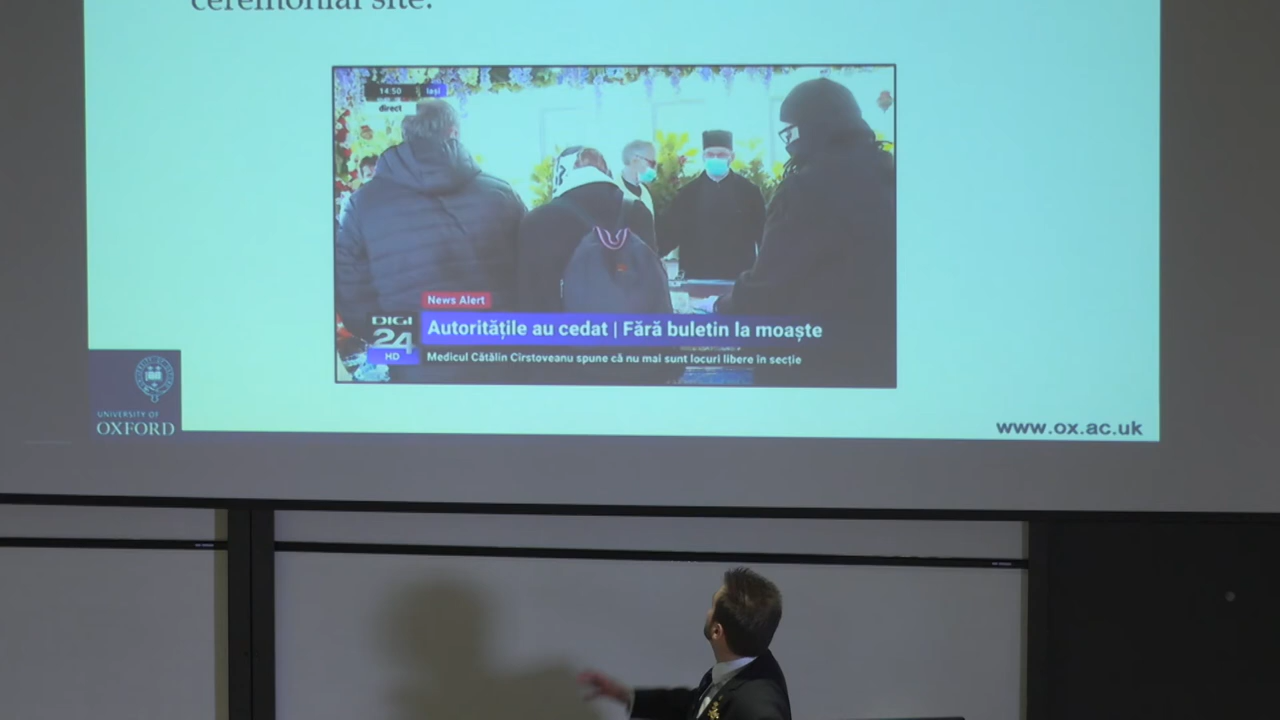 ceremonial site.
14:50 Iași
direct
News Alert
DIGI
24
HD
Autoritățile au cedat | Fără buletin la moaște
Medicul Cătălin Cîrstoveanu spune că nu mai sunt locuri libere în secție
UNIVERSITY OF
OXFORD
www.ox.ac.uk